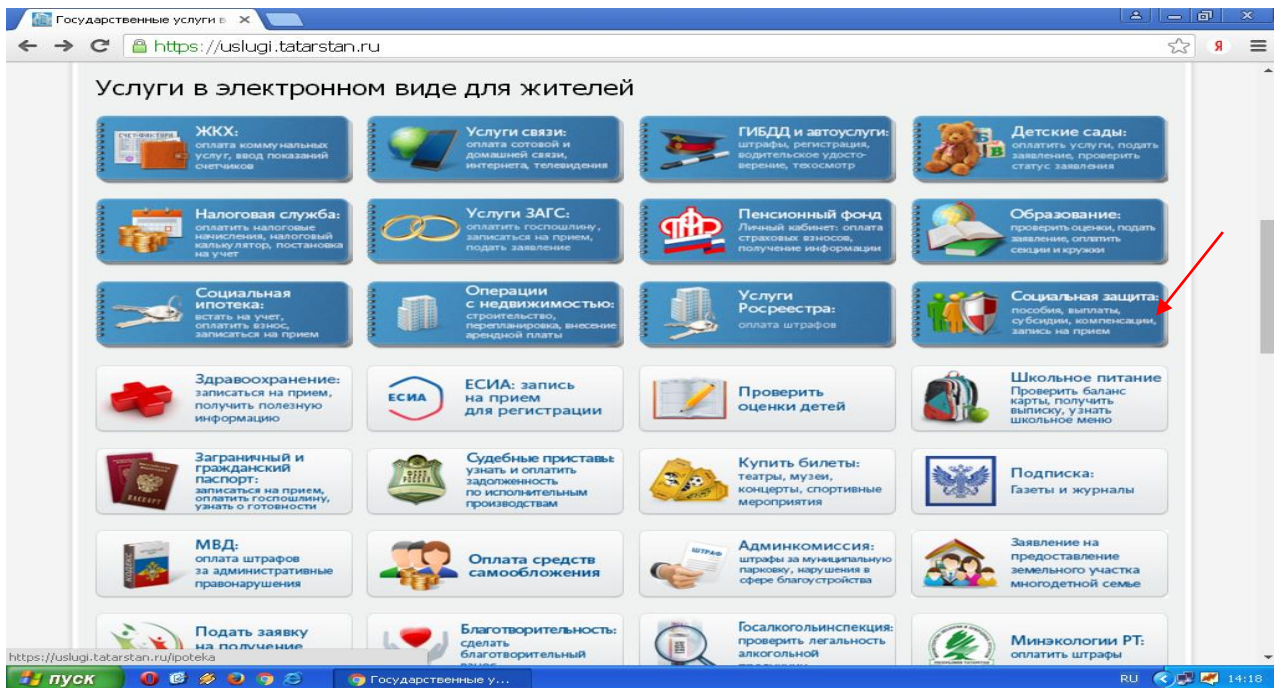 Государственные услуги в
https://uslugi.tatarstan.ru
Я
Услуги в электронном виде для жителей
ЖКХ:
оплата коммунальных
услуг, ввод показаний
счетчиков
Услуги связи:
оплата сотовой и
домашней связи,
интернета, телевидения
ГИБДД и автоуслуги:
штрафы, регистрация,
водительское удосто-
верение, техосмотр
Детские сады:
оплатить услуги, подать
заявление, проверить
статус заявления
Налоговая служба:
оплатить налоговые
начисления, налоговый
калькулятор, постановка
на учет
Услуги ЗАГС:
оплатить госпошлину,
записаться на прием,
подать заявление
Пенсионный фонд
Личный кабинет: оплата
страховых взносов,
получение информации
Образование:
проверить оценки, подать
заявление, оплатить
секции и кружки
Социальная
ипотека:
встать на учет,
оплатить взнос,
записаться на прием
Операции
с недвижимостью:
строительство,
перепланировка, внесение
арендной платы
Услуги
Росреестра:
оплата штрафов
Социальная защита:
пособия, выплаты,
субсидии, компенсации,
запись на прием
Здравоохранение:
записаться на прием,
получить полезную
информацию
ЕСИА
ЕСИА: запись
на прием
для регистрации
Проверить
оценки детей
Школьное питание
Проверить баланс
карты, получить
выписку, узнать
школьное меню
Заграничный и
гражданский
паспорт:
записаться на прием,
оплатить госпошлину,
узнать о готовности
Судебные приставы:
узнать и оплатить
задолженность
по исполнительным
производствам
Купить билеты:
театры, музеи,
концерты, спортивные
мероприятия
Подписка:
Газеты и журналы
МВД:
оплата штрафов
за административные
правонарушения
Оплата средств
самообложения
ШТРАФ
Админкомиссия:
штрафы за муниципальную
парковку, нарушения в
сфере благоустройства
Заявление на
предоставление
земельного участка
многодетной семье
Подать заявку
на получение
Благотворительность:
сделать
благотворительный
Госалкогольинспекция:
проверить легальность
алкогольной
Минэкологии РТ:
оплатить штрафы
https://uslugi.tatarstan.ru/ipoteka
пуск
Государственные у...
RU
14:18